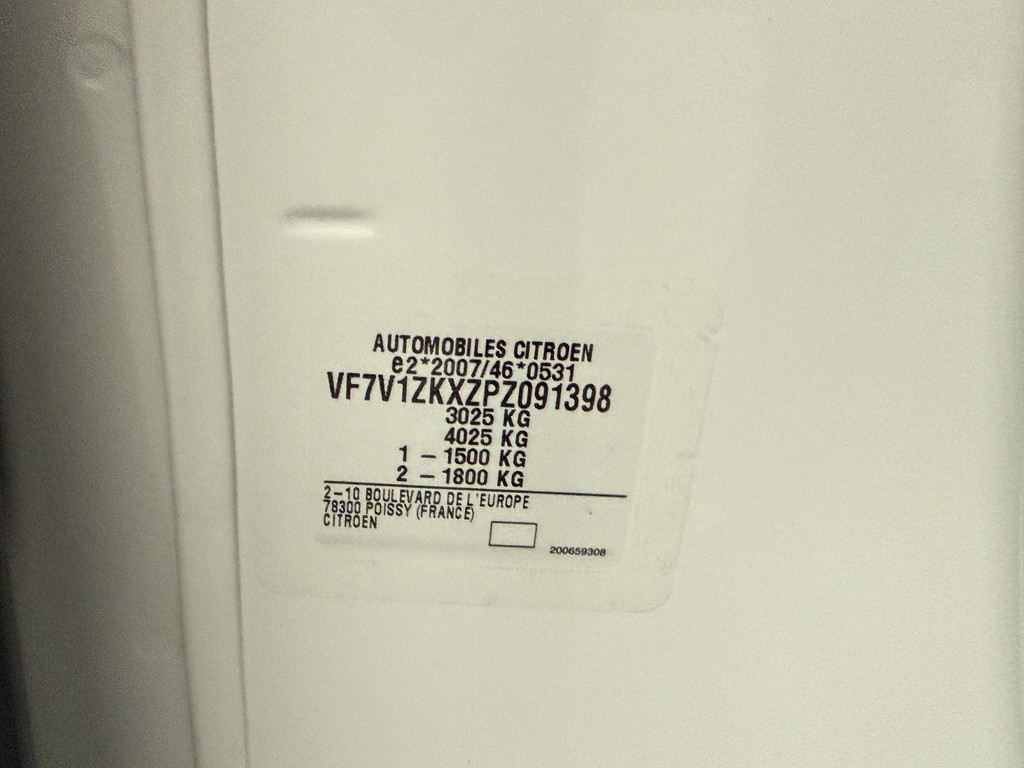 AUTOMOBILES CITROEN
e2*2007/46*0531
VF7V1ZKXZPZ091398
3025 KG
4025 KG
1 – 1500 KG
2 – 1800 KG
2–10 BOULEVARD DE L'EUROPE
78300 POISSY (FRANCE)
CITROEN
200659308